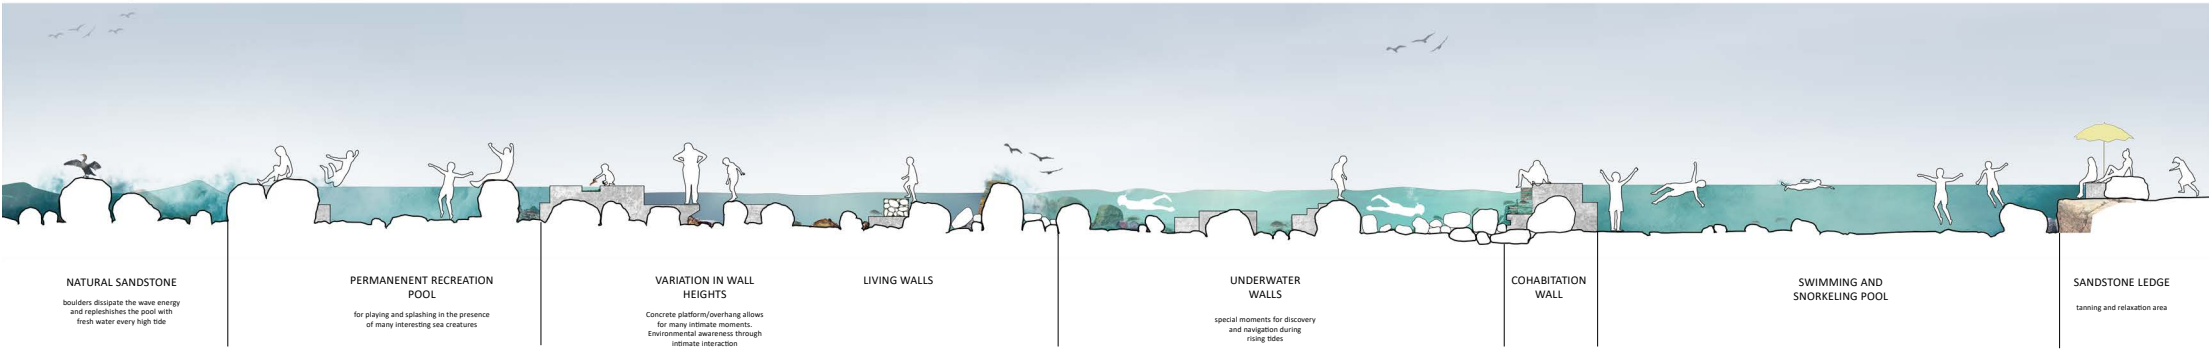 NATURAL SANDSTONE
boulders dissipate the wave energy
and repleshishes the pool with
fresh water every high tide
PERMANENENT RECREATION
POOL
for playing and splashing in the presence
of many interesting sea creatures
VARIATION IN WALL
HEIGHTS
Concrete platform/overhang allows
for many intimate moments.
Environmental awareness through
intimate interaction
LIVING WALLS
UNDERWATER
WALLS
special moments for discovery
and navigation during
rising tides
COHABITATION
WALL
SWIMMING AND
SNORKELING POOL
SANDSTONE LEDGE
tanning and relaxation area